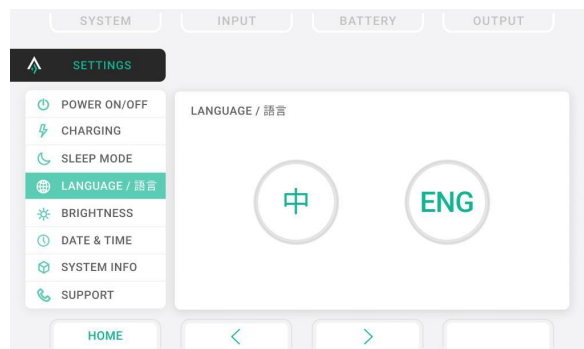 SYSTEM INPUT BATTERY OUTPUT
SETTINGS
POWER ON/OFF
CHARGING
SLEEP MODE
LANGUAGE / 語言
BRIGHTNESS
DATE & TIME
SYSTEM INFO
SUPPORT
LANGUAGE / 語言
中 ENG
HOME < >